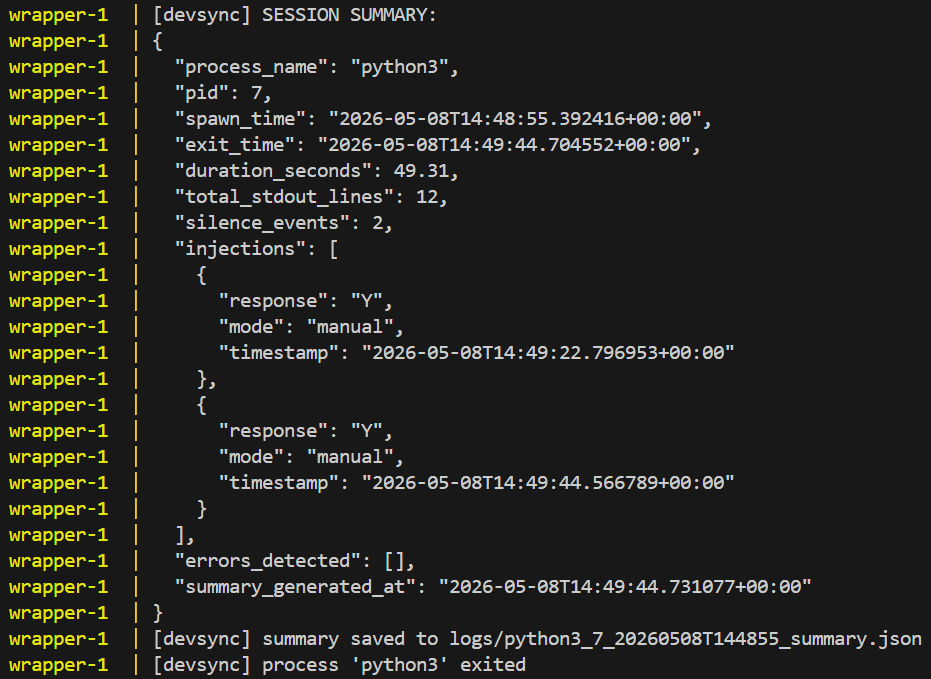 wrapper-1  | [devsync] SESSION SUMMARY:
wrapper-1  | {
wrapper-1  |   "process_name": "python3",
wrapper-1  |   "pid": 7,
wrapper-1  |   "spawn_time": "2026-05-08T14:48:55.392416+00:00",
wrapper-1  |   "exit_time": "2026-05-08T14:49:44.704552+00:00",
wrapper-1  |   "duration_seconds": 49.31,
wrapper-1  |   "total_stdout_lines": 12,
wrapper-1  |   "silence_events": 2,
wrapper-1  |   "injections": [
wrapper-1  |     {
wrapper-1  |       "response": "Y",
wrapper-1  |       "mode": "manual",
wrapper-1  |       "timestamp": "2026-05-08T14:49:22.796953+00:00"
wrapper-1  |     },
wrapper-1  |     {
wrapper-1  |       "response": "Y",
wrapper-1  |       "mode": "manual",
wrapper-1  |       "timestamp": "2026-05-08T14:49:44.566789+00:00"
wrapper-1  |     }
wrapper-1  |   ],
wrapper-1  |   "errors_detected": [],
wrapper-1  |   "summary_generated_at": "2026-05-08T14:49:44.731077+00:00"
wrapper-1  | }
wrapper-1  | [devsync] summary saved to logs/python3_7_20260508T144855_summary.json
wrapper-1  | [devsync] process 'python3' exited